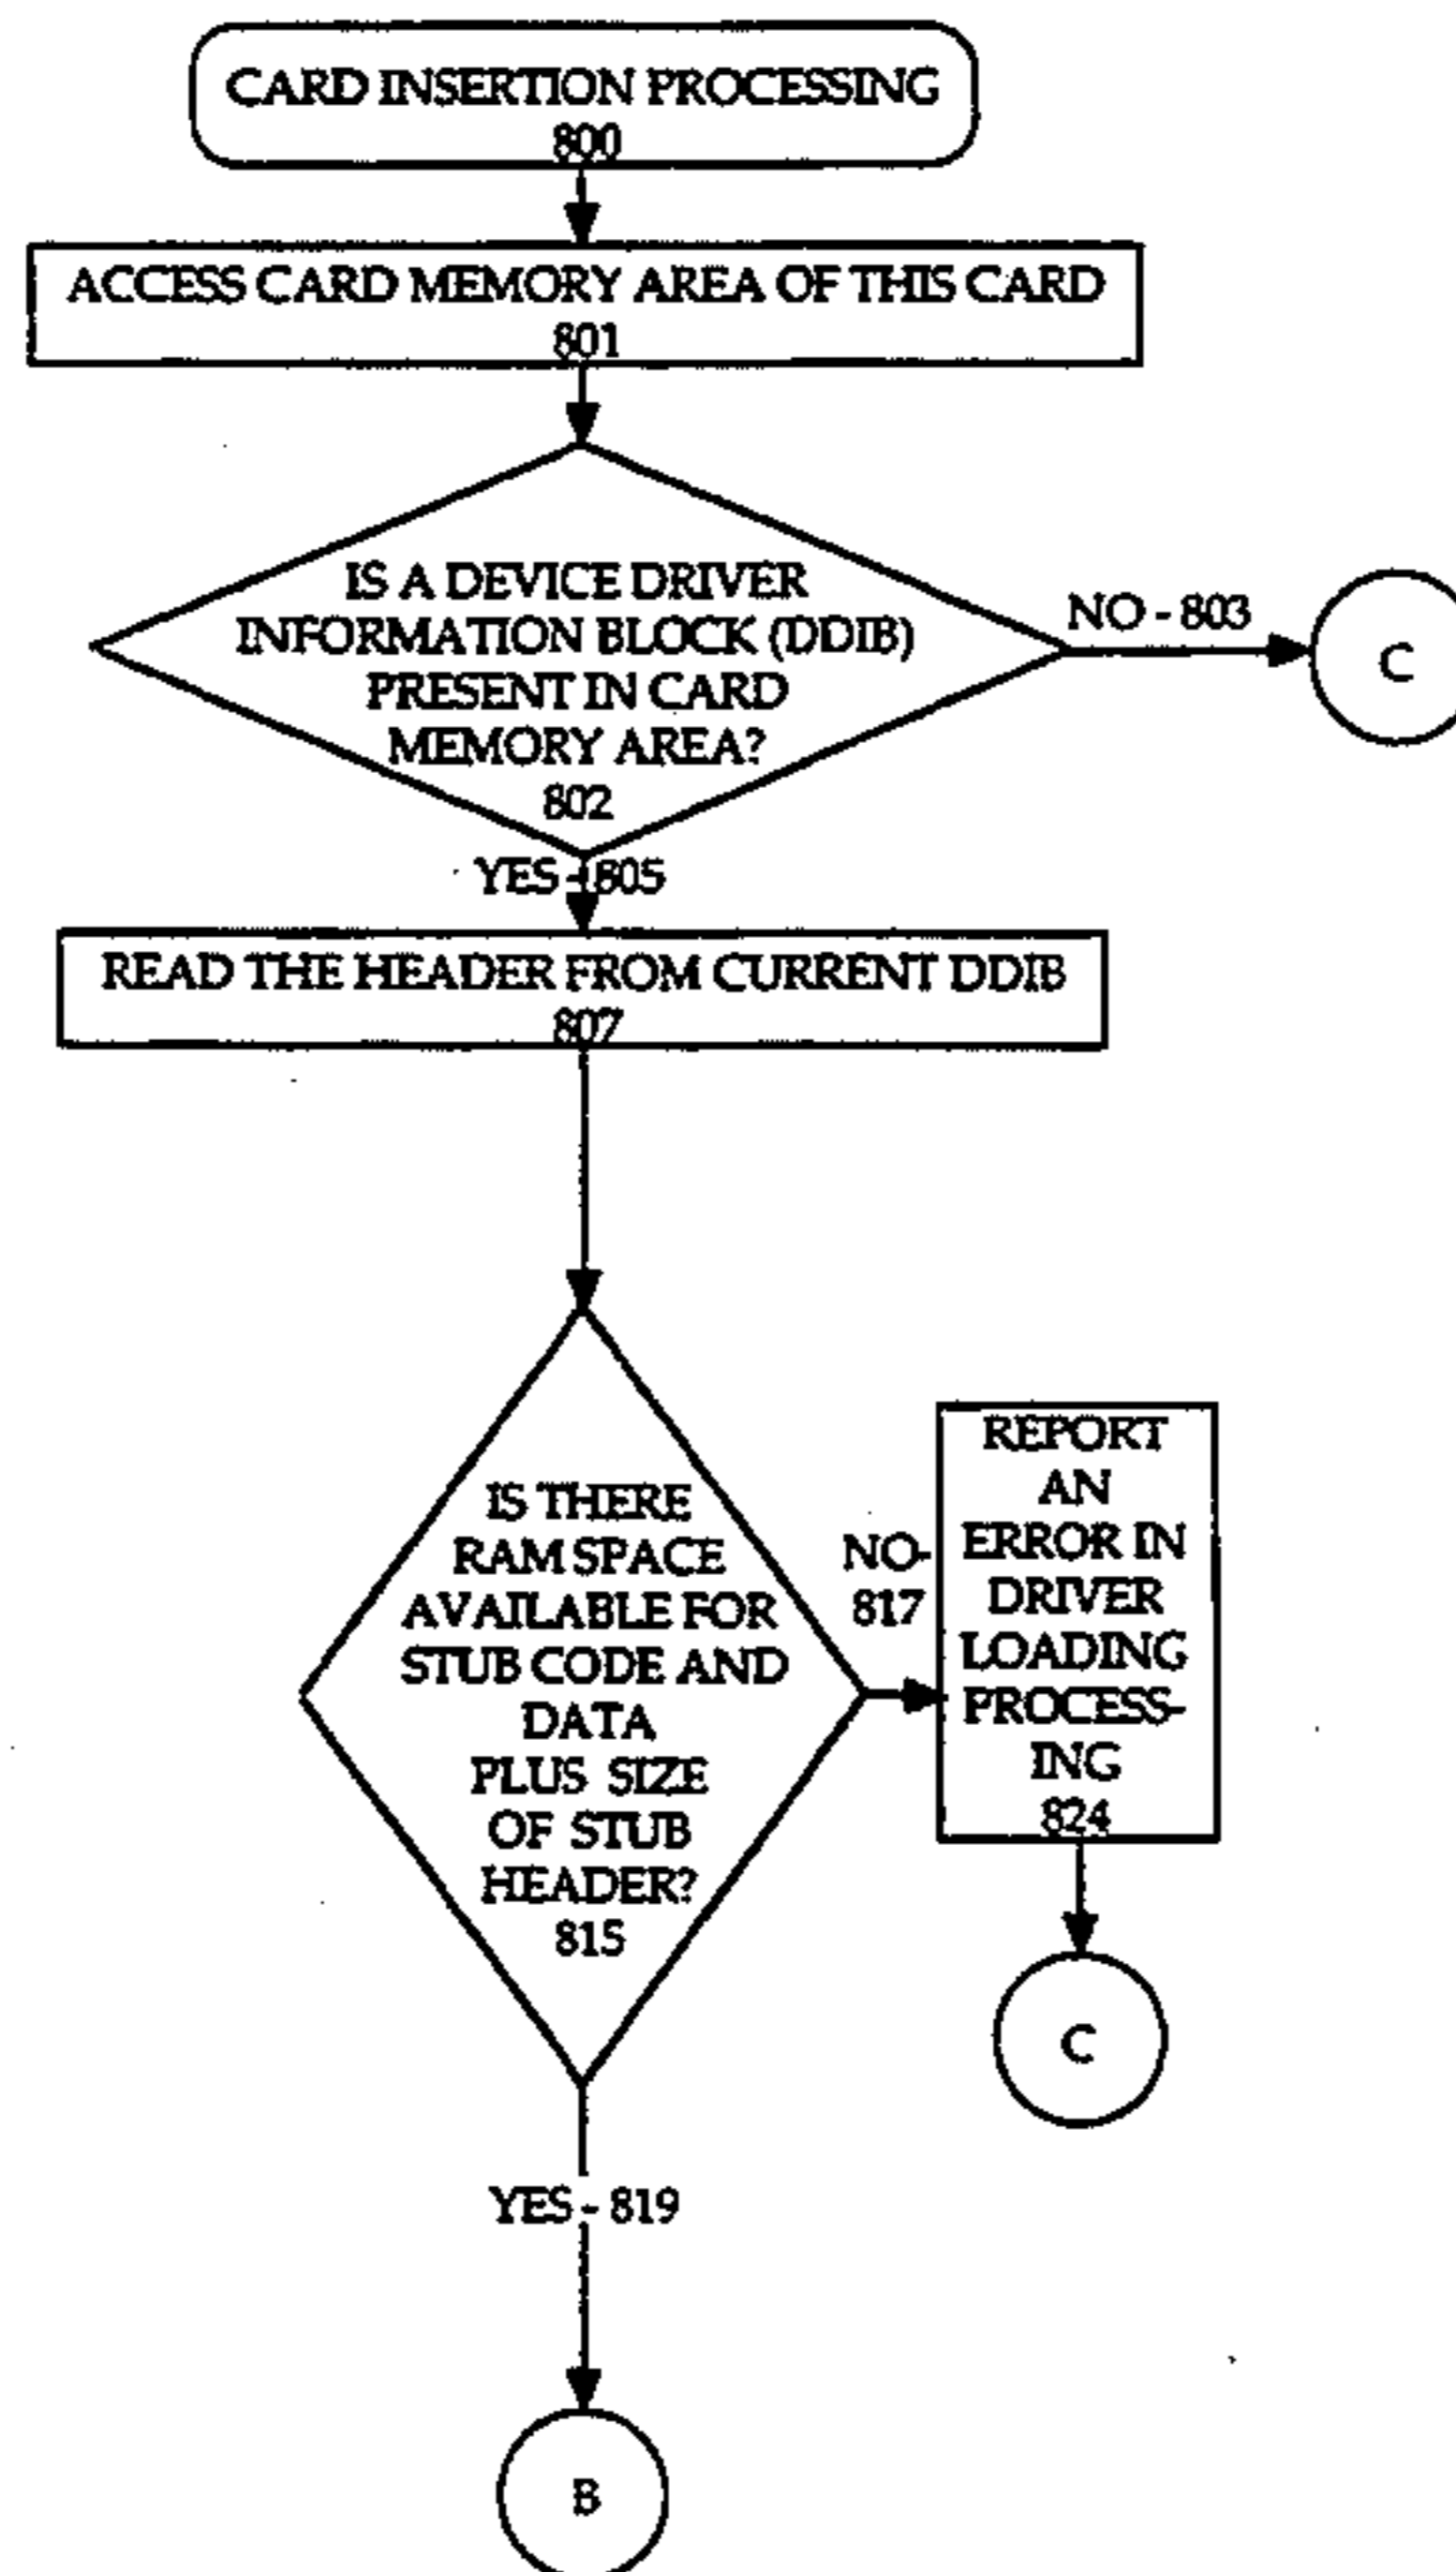 CARD INSERTION PROCESSING
800
ACCESS CARD MEMORY AREA OF THIS CARD
801
IS A DEVICE DRIVER
INFORMATION BLOCK (DDIB)
PRESENT IN CARD
MEMORY AREA?
802
NO - 803
C
YES - 805
READ THE HEADER FROM CURRENT DDIB
807
IS THERE
RAM SPACE
AVAILABLE FOR
STUB CODE AND
DATA
PLUS SIZE
OF STUB
HEADER?
815
NO-
817
REPORT
AN
ERROR IN
DRIVER
LOADING
PROCESS-
ING
824
C
YES - 819
B